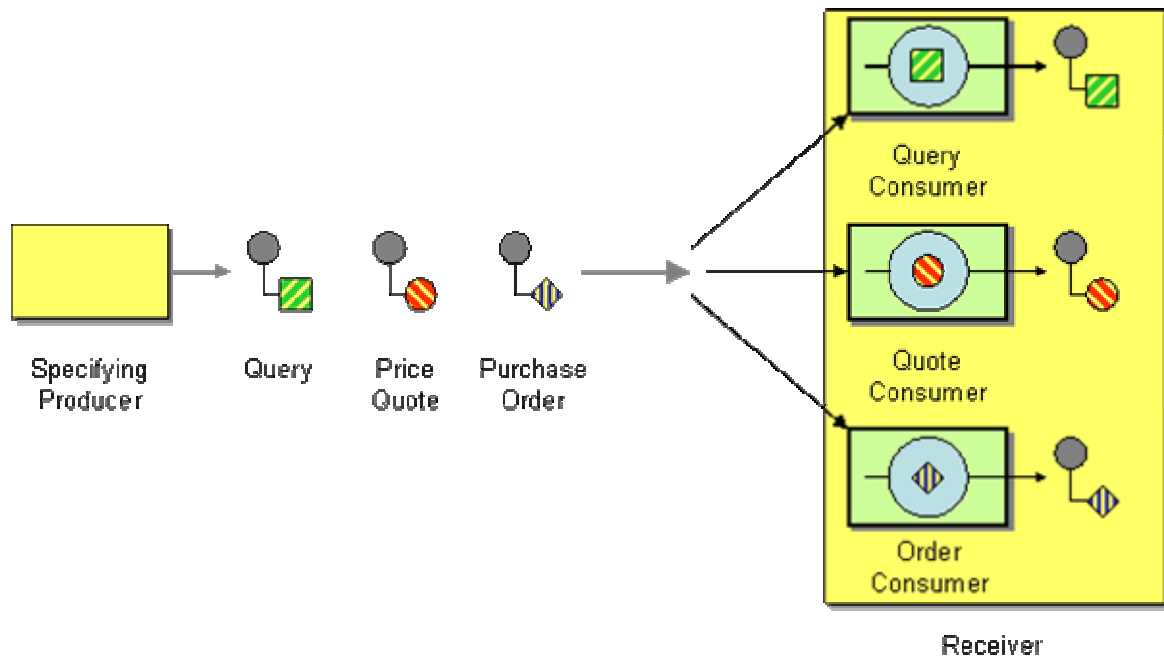 Query
Consumer
Specifying
Producer
Query
Price
Quote
Purchase
Order
Quote
Consumer
Order
Consumer
Receiver